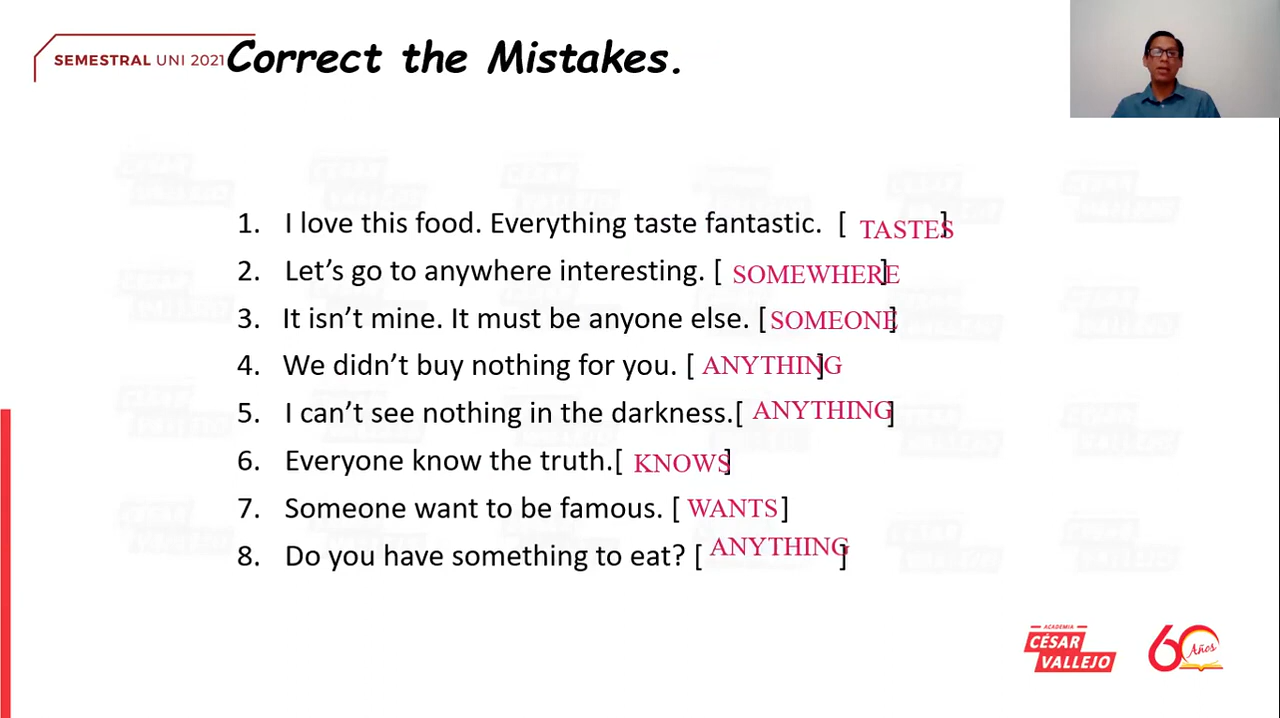 SEMESTRAL UNI 2021
Correct the Mistakes.
1. I love this food. Everything taste fantastic. [ TASTES ]
2. Let's go to anywhere interesting. [ SOMEWHERE ]
3. It isn't mine. It must be anyone else. [ SOMEONE ]
4. We didn't buy nothing for you. [ ANYTHING ]
5. I can't see nothing in the darkness.[ ANYTHING ]
6. Everyone know the truth.[ KNOWS ]
7. Someone want to be famous. [ WANTS ]
8. Do you have something to eat? [ ANYTHING ]
ACADEMIA
CÉSAR
VALLEJO
60 Años